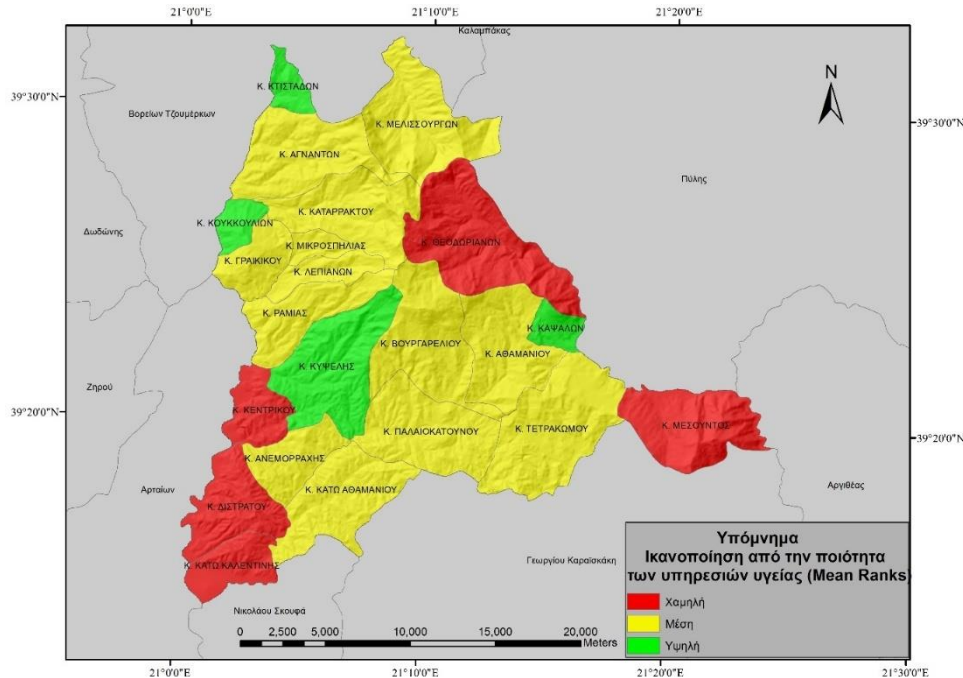 21°0'0"E
21°10'0"E
21°20'0"E
Καλαμπάκας
N
39°30'0"N
39°30'0"N
Κ. ΚΤΙΣΤΑΔΩΝ
Βορείων Τζουμέρκων
Κ. ΜΕΛΙΣΣΟΥΡΓΩΝ
Κ. ΑΓΝΑΝΤΩΝ
Πύλης
Κ. ΚΑΤΑΡΡΑΚΤΟΥ
Κ. ΚΟΥΚΚΟΥΛΙΩΝ
Δωδώνης
Κ. ΘΕΟΔΩΡΙΑΝΩΝ
Κ. ΜΙΚΡΟΣΠΗΛΙΑΣ
Κ. ΓΡΑΙΚΙΚΟΥ
Κ. ΛΕΠΙΑΝΩΝ
Κ. ΡΑΜΙΑΣ
Κ. ΚΑΨΑΛΩΝ
Κ. ΒΟΥΡΓΑΡΕΛΙΟΥ
Κ. ΑΘΑΜΑΝΙΟΥ
Κ. ΚΥΨΕΛΗΣ
Ζηρού
39°20'0"N
39°20'0"N
Κ. ΚΕΝΤΡΙΚΟΥ
Κ. ΜΕΣΟΥΝΤΟΣ
Κ. ΠΑΛΑΙΟΚΑΤΟΥΝΟΥ
Κ. ΤΕΤΡΑΚΩΜΟΥ
Κ. ΑΝΕΜΟΡΡΑΧΗΣ
Αργιθέας
Αρταίων
Κ. ΚΑΤΩ ΑΘΑΜΑΝΙΟΥ
Κ. ΔΙΣΤΡΑΤΟΥ
Γεωργίου Καραϊσκάκη
Κ. ΚΑΤΩ ΚΑΛΕΝΤΙΝΗΣ
Νικολάου Σκουφά
Υπόμνημα
Ικανοποίηση από την ποιότητα
των υπηρεσιών υγείας (Mean Ranks)
Χαμηλή
Μέση
Υψηλή
0 2,500 5,000 10,000 15,000 20,000
Meters
21°0'0"E
21°10'0"E
21°20'0"E
21°30'0"E